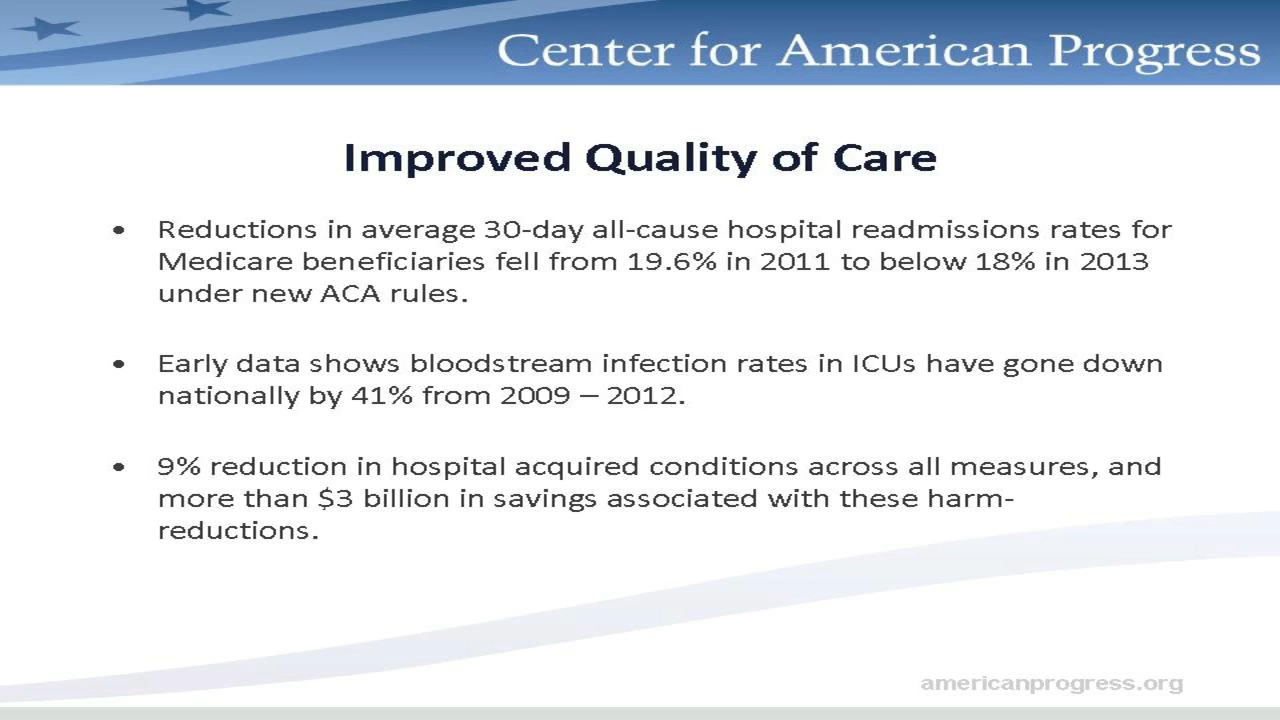 Center for American Progress
Improved Quality of Care
• Reductions in average 30-day all-cause hospital readmissions rates for
Medicare beneficiaries fell from 19.6% in 2011 to below 18% in 2013
under new ACA rules.
• Early data shows bloodstream infection rates in ICUs have gone down
nationally by 41% from 2009 – 2012.
• 9% reduction in hospital acquired conditions across all measures, and
more than $3 billion in savings associated with these harm-
reductions.
americanprogress.org